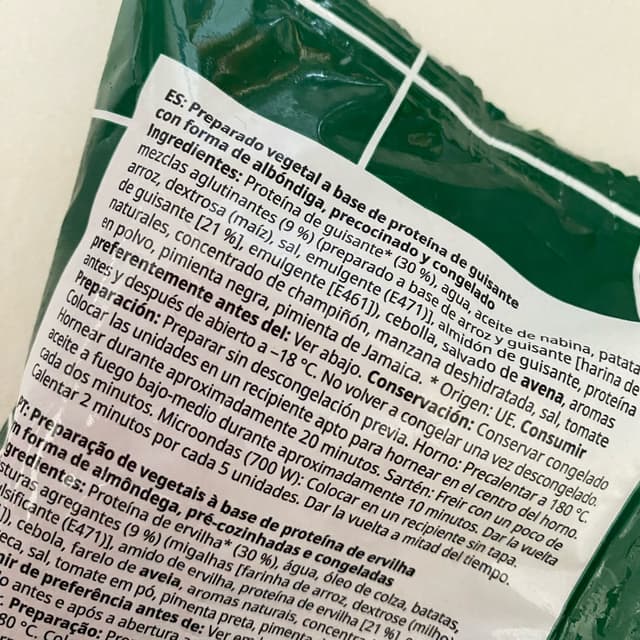 ES: Preparado vegetal a base de proteína de guisante
con forma de albóndiga, precocinado y congelado
Ingredientes: Proteína de guisante* (30 %), agua, aceite de nabina, patata,
mezclas aglutinantes (9 %) (preparado a base de arroz y guisante [harina de
arroz, dextrosa (maíz), sal, emulgente (E471)], almidón de guisante, proteína
de guisante [21 %], emulgente [E461]), cebolla, salvado de avena, aromas
naturales, concentrado de champiñón, manzana deshidratada, sal, tomate
en polvo, pimienta negra, pimienta de Jamaica. * Origen: UE. Consumir
preferentemente antes del: Ver abajo. Conservación: Conservar congelado
antes y después de abierto a –18 °C. No volver a congelar una vez descongelado.
Preparación: Preparar sin descongelación previa. Horno: Precalentar a 180 °C.
Colocar las unidades en un recipiente apto para hornear en el centro del horno.
Hornear durante aproximadamente 20 minutos. Sartén: Freír con un poco de
aceite a fuego bajo-medio durante aproximadamente 10 minutos. Dar la vuelta
cada dos minutos. Microondas (700 W): Colocar en un recipiente sin tapa.
Calentar 2 minutos por cada 5 unidades. Dar la vuelta a mitad del tiempo.
PT: Preparação de vegetais à base de proteína de ervilha
forma de almôndega, pré-cozinhadas e congeladas
Proteína de ervilha* (30 %), água, óleo de colza, batatas,
agregantes (9 %) (migalhas [farinha de arroz, dextrose (milho),
(E471)], amido de ervilha, proteína de ervilha [21 %],
cebola, farelo de aveia, aromas naturais,
sal, tomate em pó, pimenta preta,
de preferência antes de: Ver
antes e após a abertura a
Preparação: